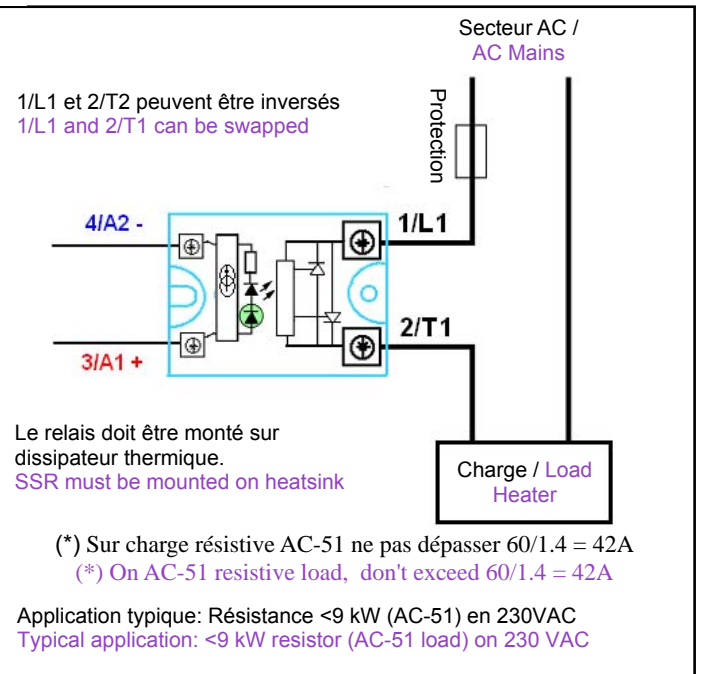 Secteur AC /
AC Mains
1/L1 et 2/T2 peuvent être inversés
1/L1 and 2/T1 can be swapped
Protection
4/A2 -
1/L1
2/T1
3/A1 +
Le relais doit être monté sur
dissipateur thermique.
SSR must be mounted on heatsink
Charge / Load
Heater
(*) Sur charge résistive AC-51 ne pas dépasser 60/1.4 = 42A
(*) On AC-51 resistive load, don't exceed 60/1.4 = 42A
Application typique: Résistance <9 kW (AC-51) en 230VAC
Typical application: <9 kW resistor (AC-51 load) on 230 VAC